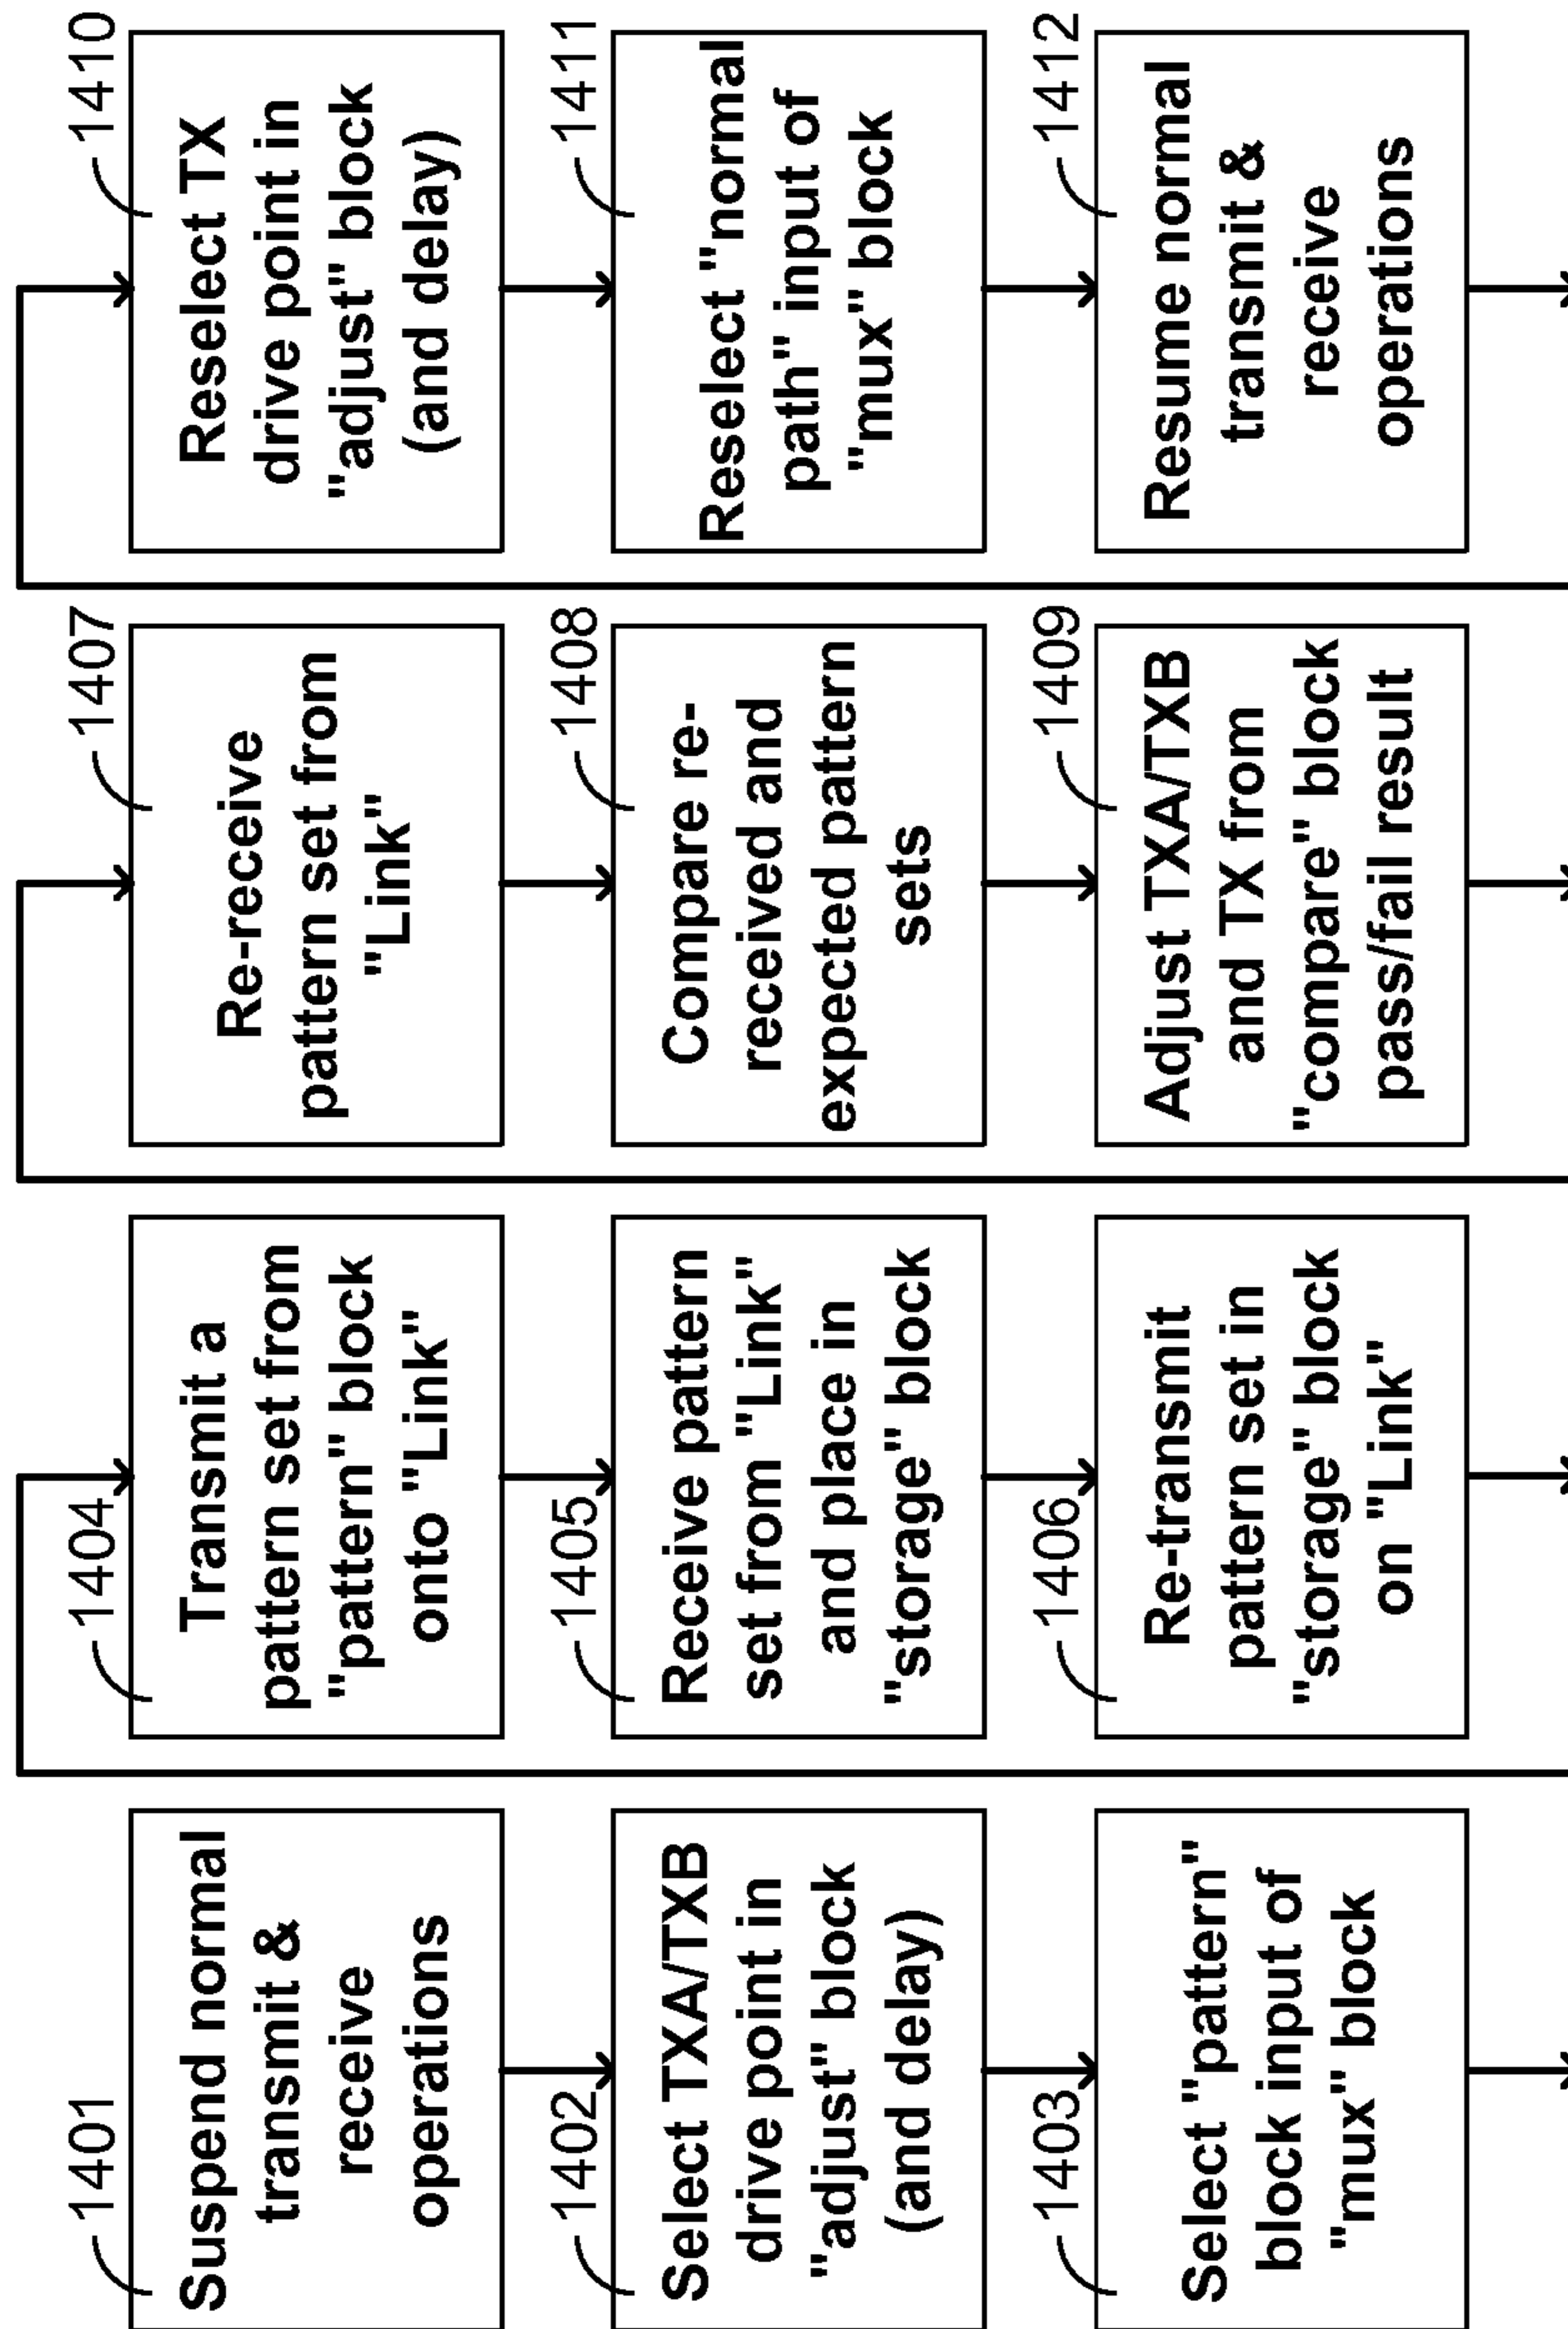 1401
Suspend normal
transmit &
receive
operations
1402
Select TXA/TXB
drive point in
"adjust" block
(and delay)
1403
Select "pattern"
block input of
"mux" block
1404
Transmit a
pattern set from
"pattern" block
onto "Link"
1405
Receive pattern
set from "Link"
and place in
"storage" block
1406
Re-transmit
pattern set in
"storage" block
on "Link"
1407
Re-receive
pattern set from
"Link"
1408
Compare re-
received and
expected pattern
sets
1409
Adjust TXA/TXB
and TX from
"compare" block
pass/fail result
1410
Reselect TX
drive point in
"adjust" block
(and delay)
1411
Reselect "normal
path" input of
"mux" block
1412
Resume normal
transmit &
receive
operations